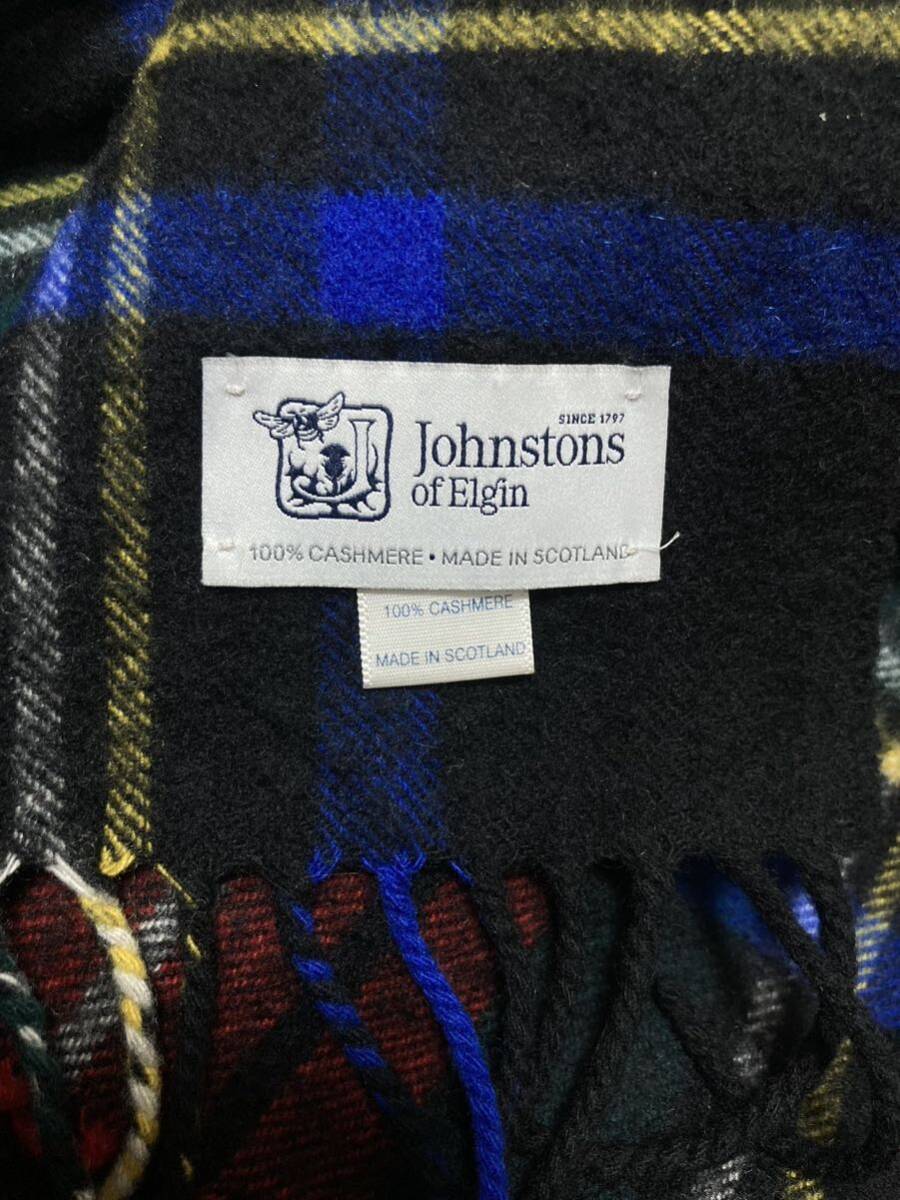 SINCE 1797
Johnstons
of Elgin
100% CASHMERE • MADE IN SCOTLAND
100% CASHMERE
MADE IN SCOTLAND